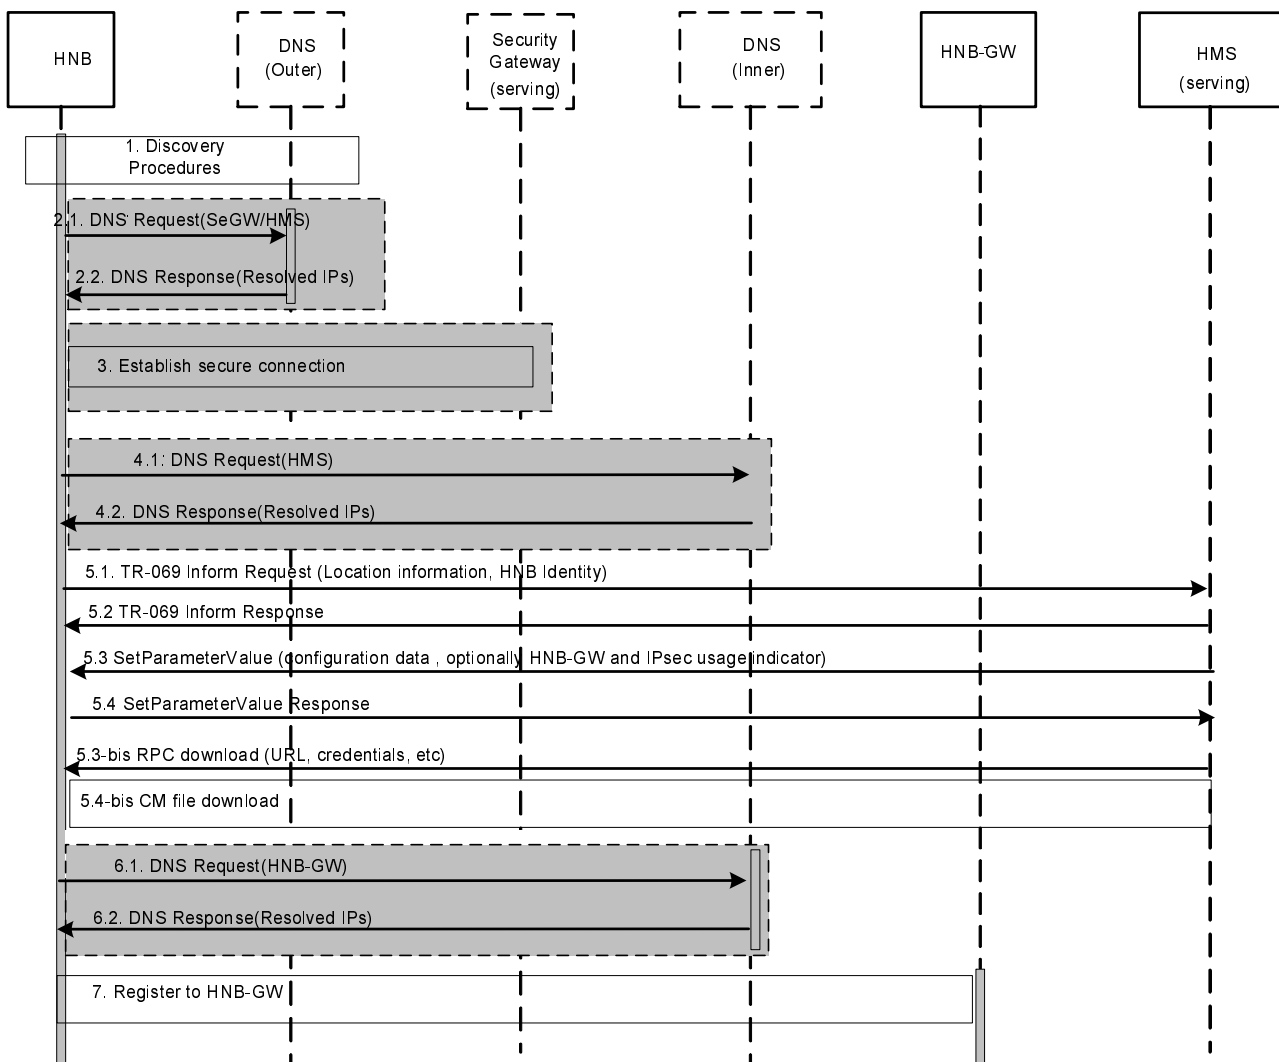 HNB
DNS
(Outer)
Security
Gateway
(serving)
DNS
(Inner)
HNB-GW
HMS
(serving)
1. Discovery
Procedures
2.1. DNS Request(SeGW/HMS)
2.2. DNS Response(Resolved IPs)
3. Establish secure connection
4.1. DNS Request(HMS)
4.2. DNS Response(Resolved IPs)
5.1. TR-069 Inform Request (Location information, HNB Identity)
5.2 TR-069 Inform Response
5.3 SetParameterValue (configuration data , optionally HNB-GW and IPsec usage indicator)
5.4 SetParameterValue Response
5.3-bis RPC download (URL, credentials, etc)
5.4-bis CM file download
6.1. DNS Request(HNB-GW)
6.2. DNS Response(Resolved IPs)
7. Register to HNB-GW